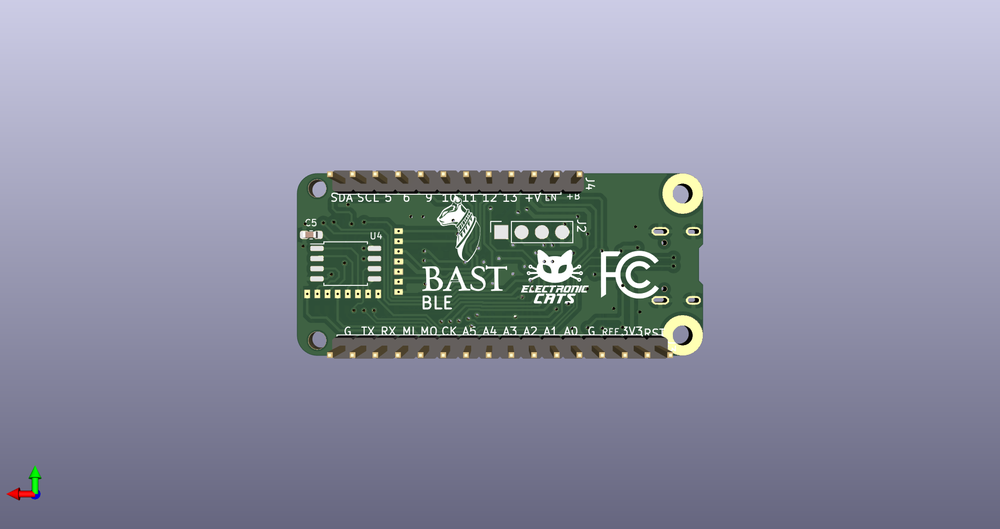 J4
SDA SCL 5 6 9 10 11 12 13 +V EN +B
C5
U4
J2
BAST
BLE
ELECTRONIC
CATS
FC
G TX RX MI MO CK A5 A4 A3 A2 A1 A0 G REF 3V3 RST